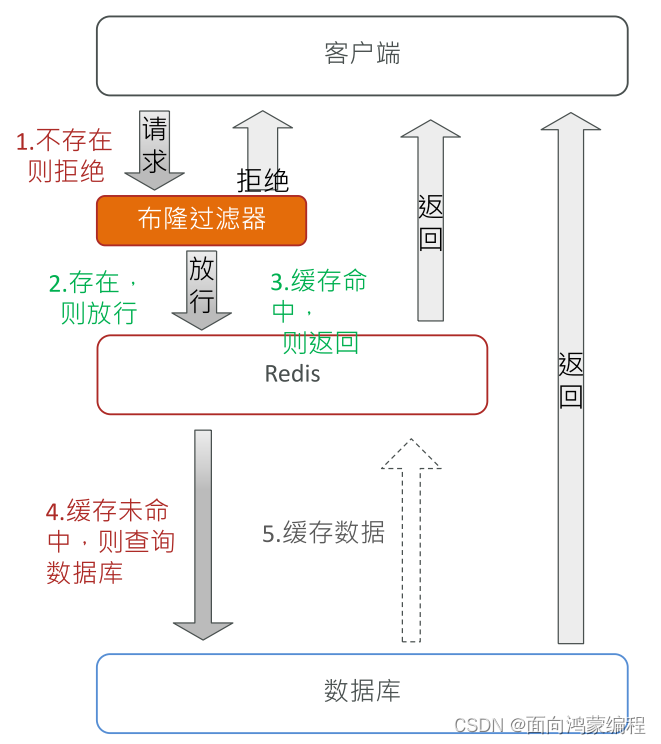 客户端
请
求
1.不存在
则拒绝
拒绝
布隆过滤器
返
回
放
行
2.存在，
则放行
3.缓存命
中，
则返回
Redis
返
回
4.缓存未命
中，则查询
数据库
5.缓存数据
数据库
CSDN @面向鸿蒙编程